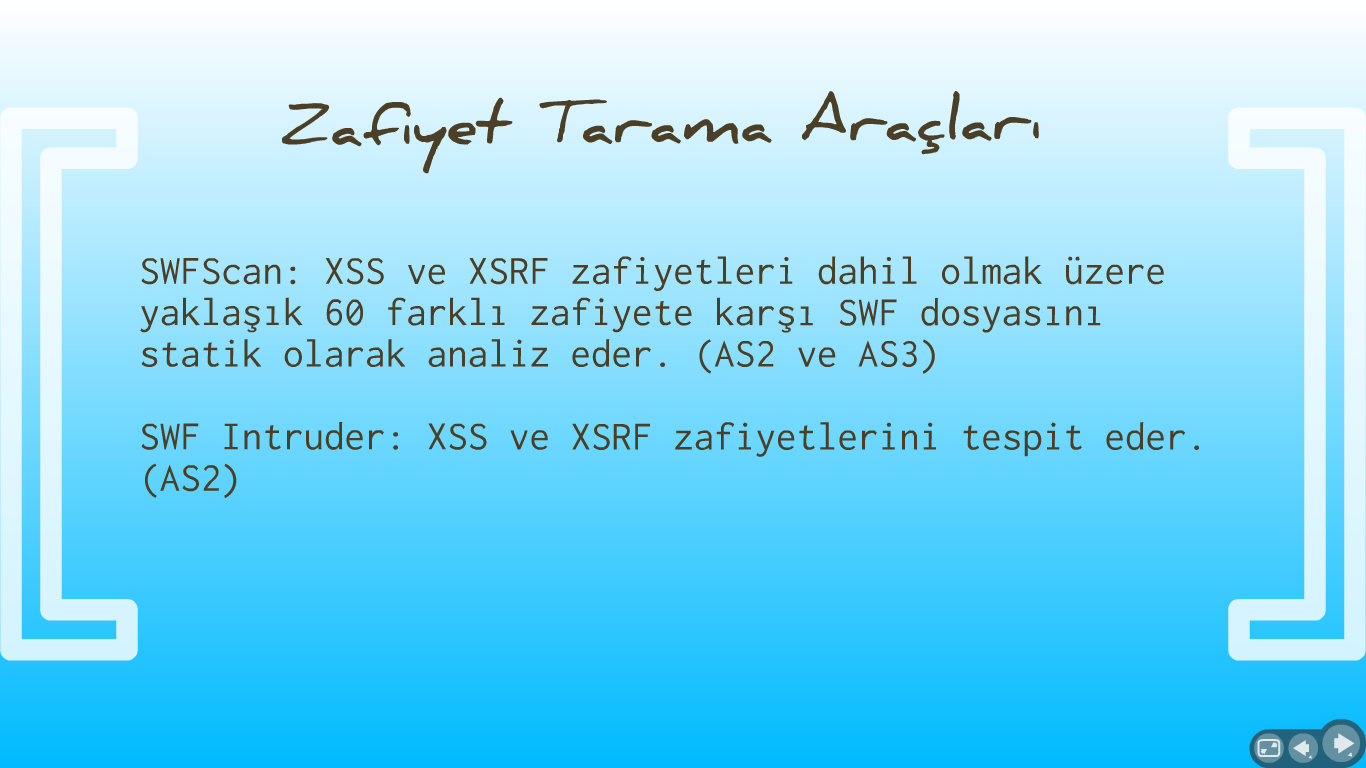 Zafiyet Tarama Araçları
SWFScan: XSS ve XSRF zafiyetleri dahil olmak üzere
yaklaşık 60 farklı zafiyete karşı SWF dosyasını
statik olarak analiz eder. (AS2 ve AS3)
SWF Intruder: XSS ve XSRF zafiyetlerini tespit eder.
(AS2)